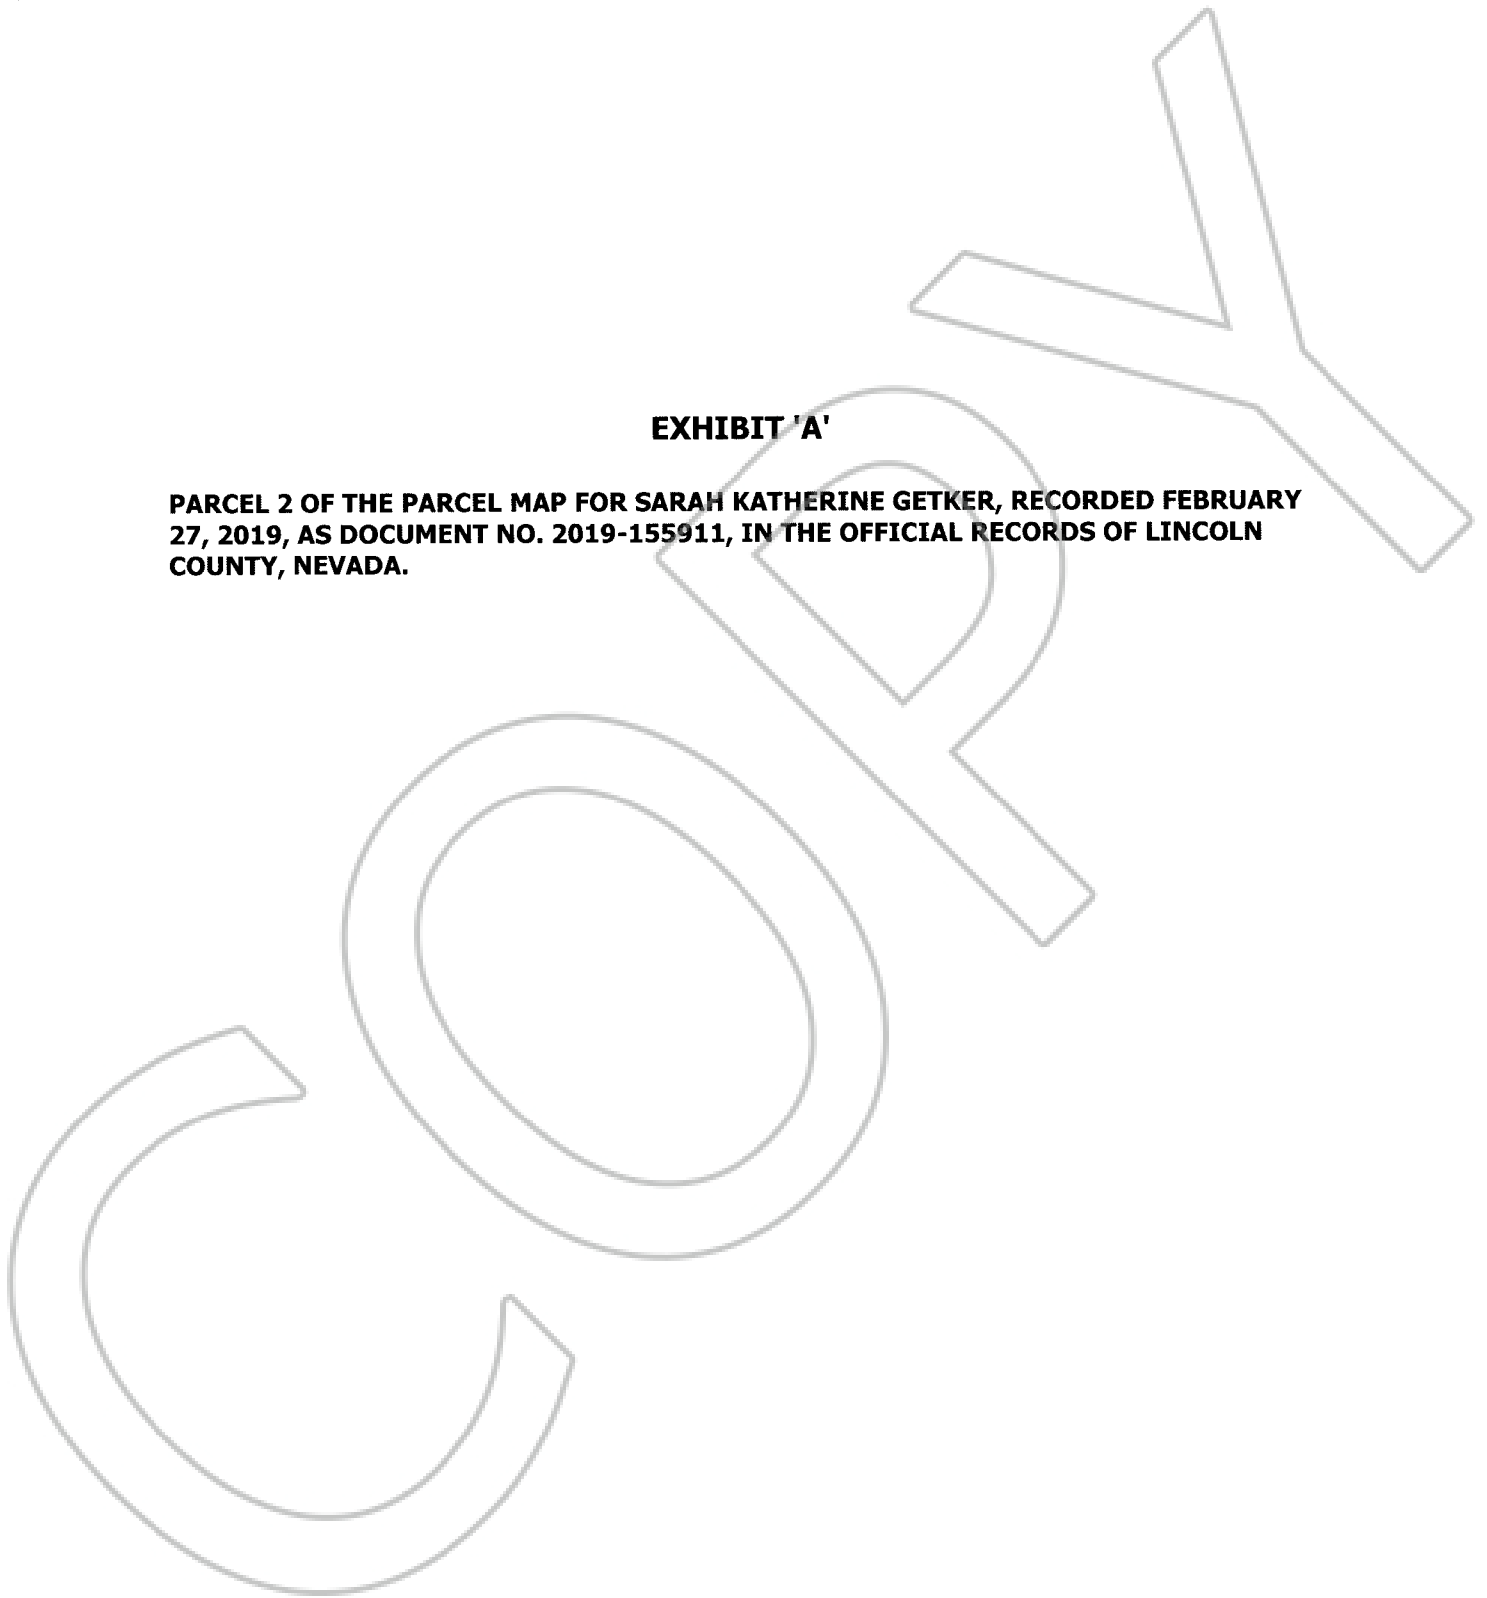 EXHIBIT 'A'
PARCEL 2 OF THE PARCEL MAP FOR SARAH KATHERINE GETKER, RECORDED FEBRUARY
27, 2019, AS DOCUMENT NO. 2019-155911, IN THE OFFICIAL RECORDS OF LINCOLN
COUNTY, NEVADA.
COPY